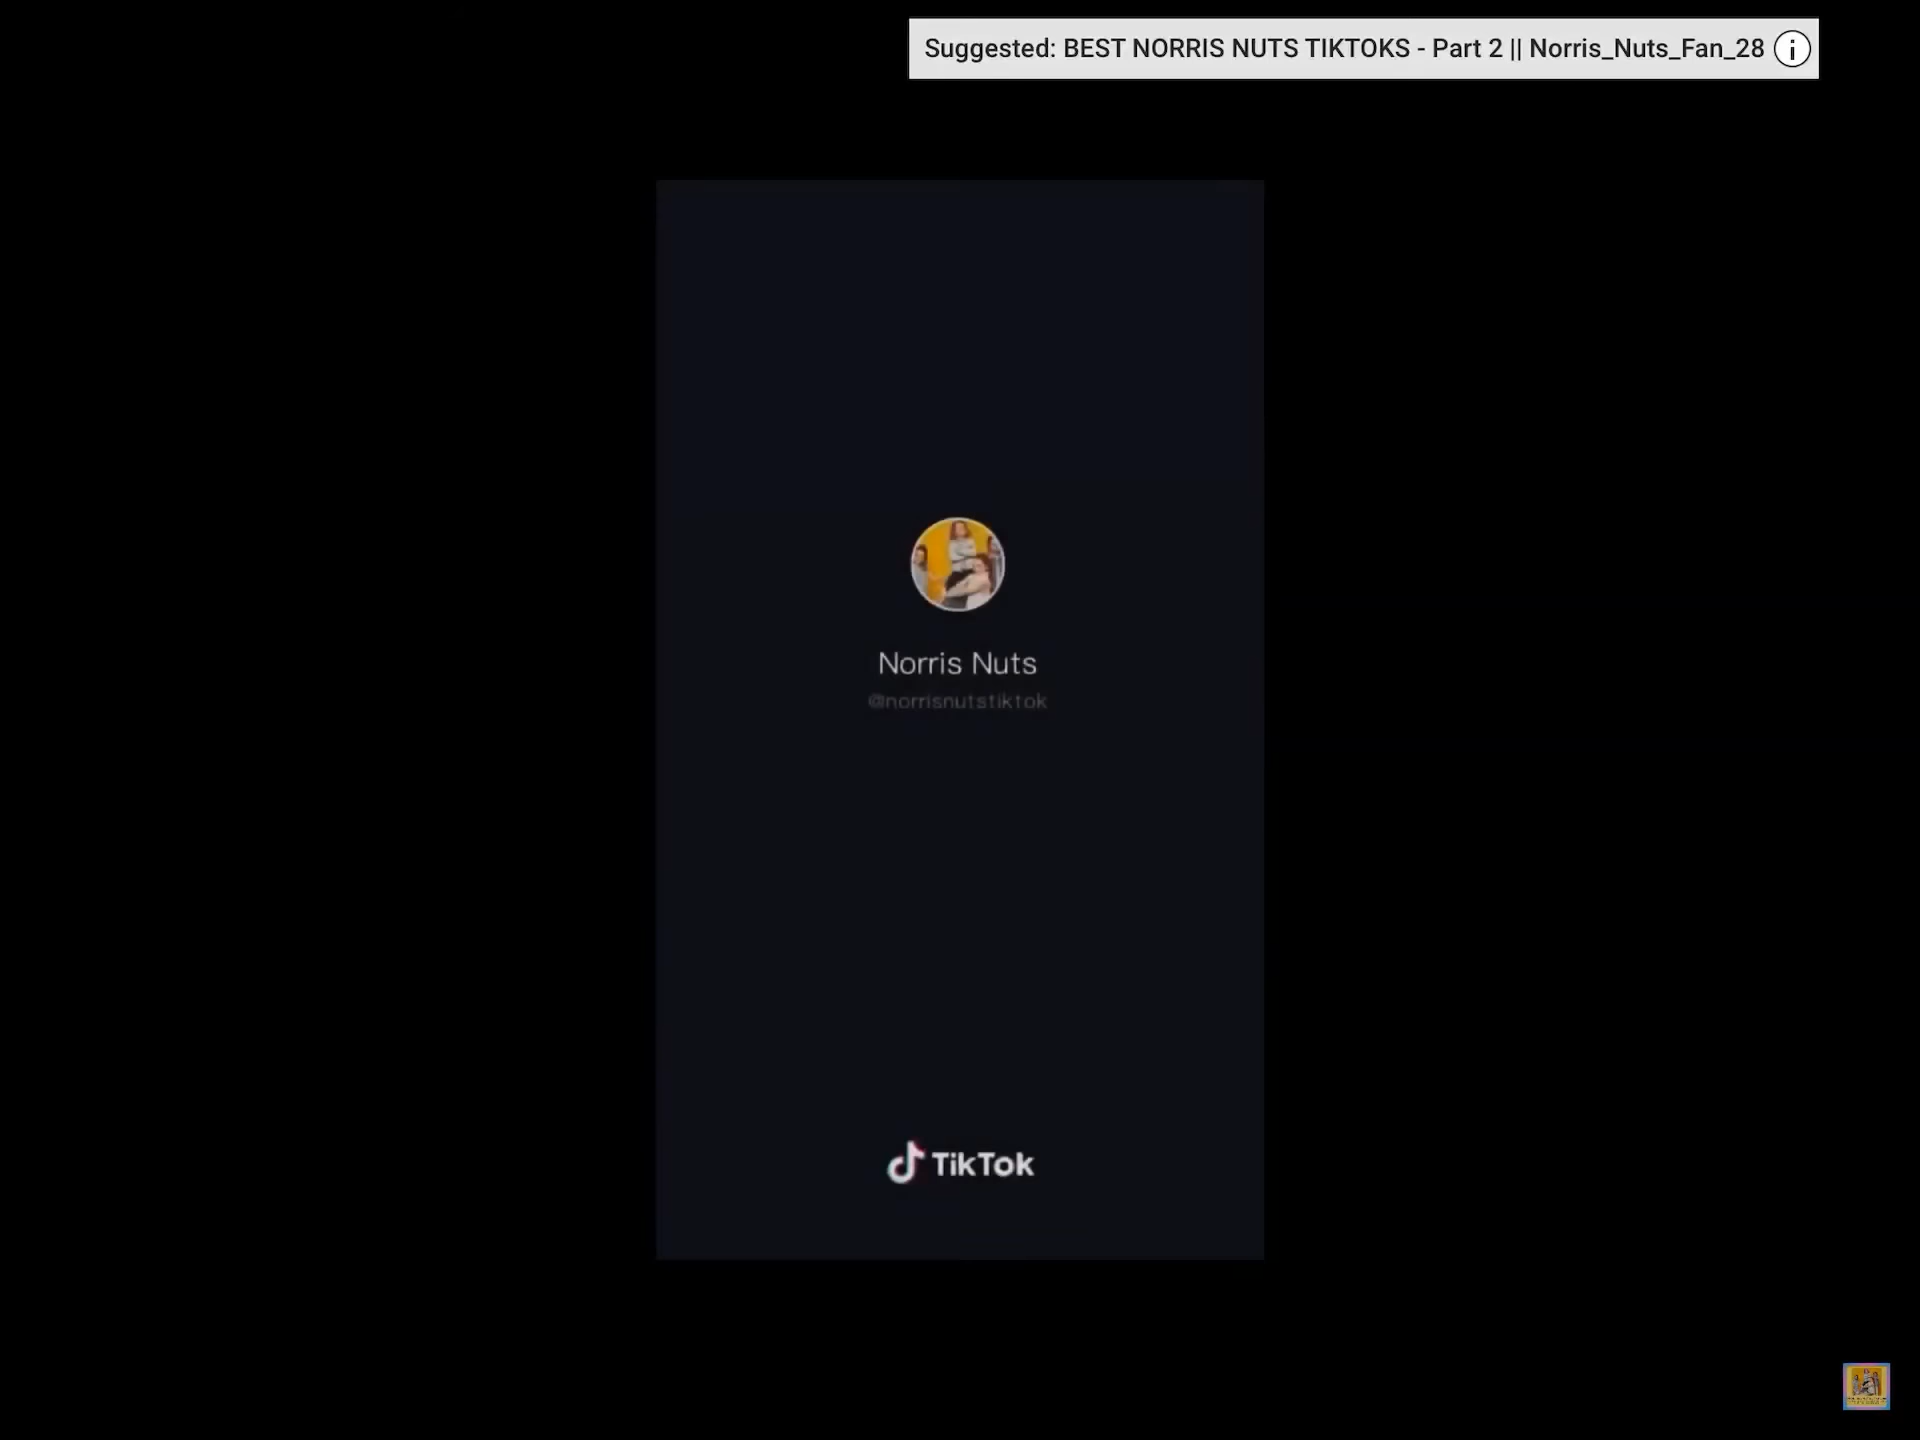 Suggested: BEST NORRIS NUTS TIKTOKS - Part 2 || Norris_Nuts_Fan_28
Norris Nuts
@norrisnutstiktok
TikTok